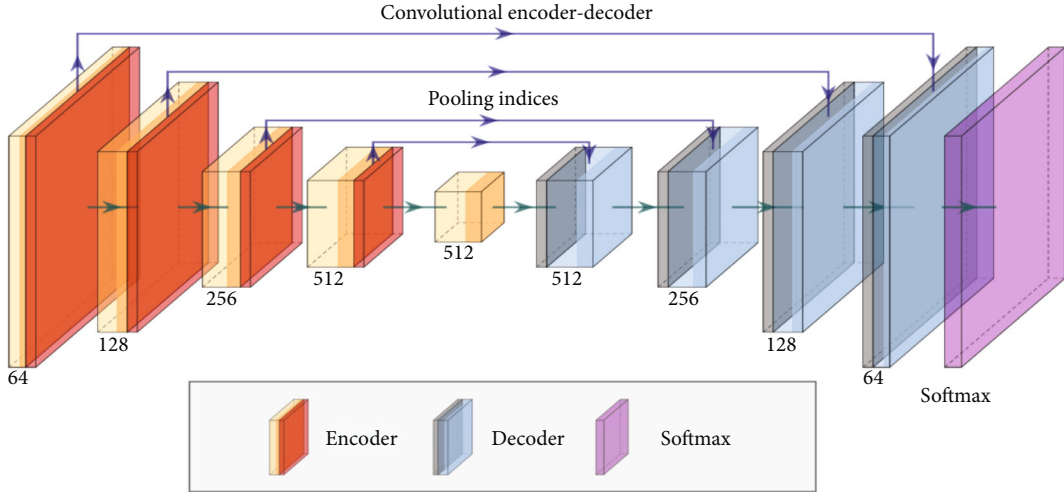 Convolutional encoder-decoder
Pooling indices
64
128
256
512
512
512
256
128
64
Softmax
Encoder
Decoder
Softmax